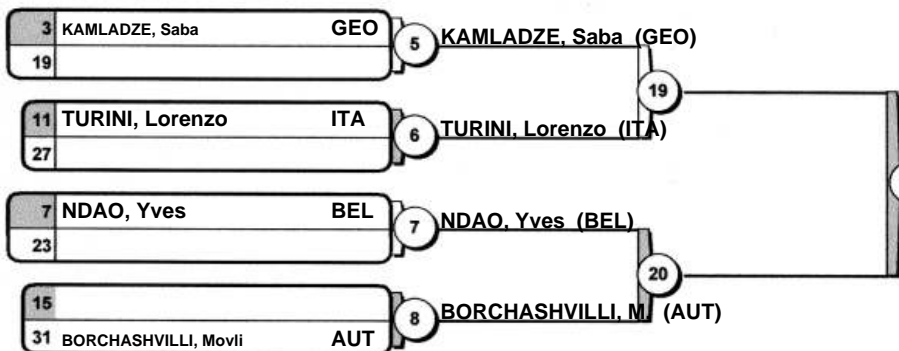 3 KAMLADZE, Saba GEO
19
5 KAMLADZE, Saba (GEO)
19
11 TURINI, Lorenzo ITA
27
6 TURINI, Lorenzo (ITA)
7 NDAO, Yves BEL
23
7 NDAO, Yves (BEL)
20
15
31 BORCHASHVILLI, Movli AUT
8 BORCHASHVILLI, M. (AUT)